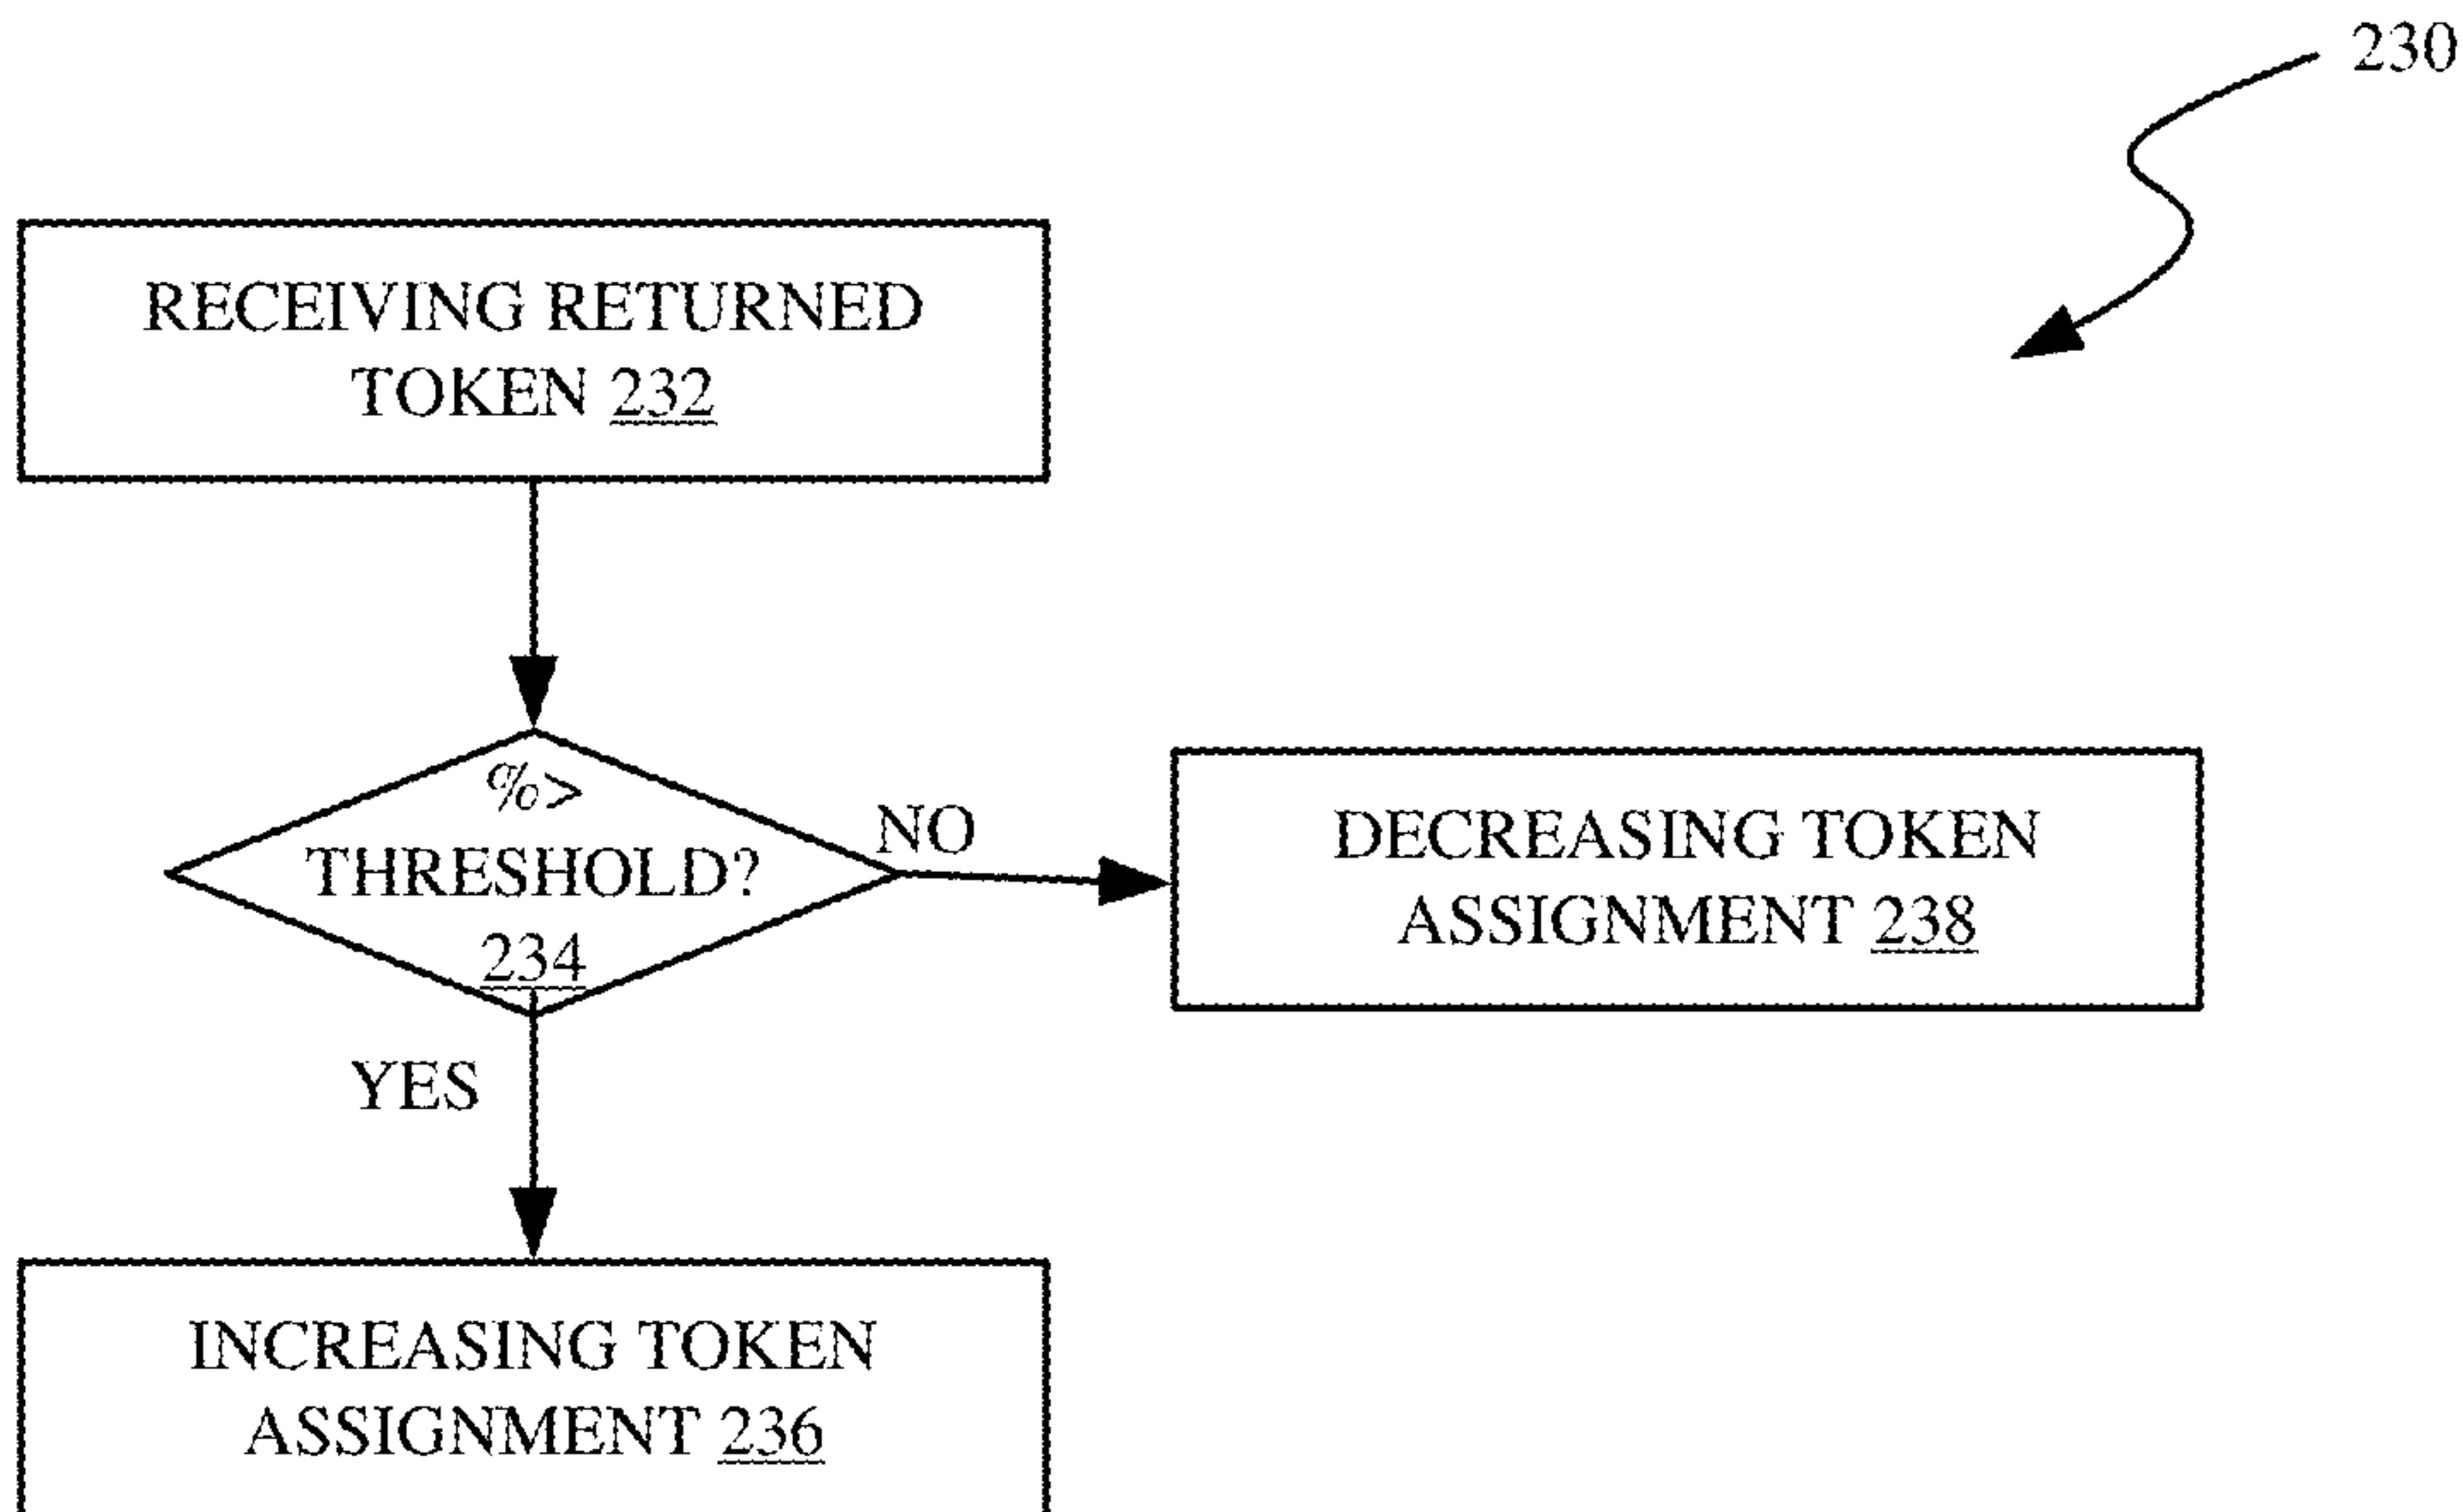 230
RECEIVING RETURNED
TOKEN 232
%>
THRESHOLD?
234
NO
DECREASING TOKEN
ASSIGNMENT 238
YES
INCREASING TOKEN
ASSIGNMENT 236